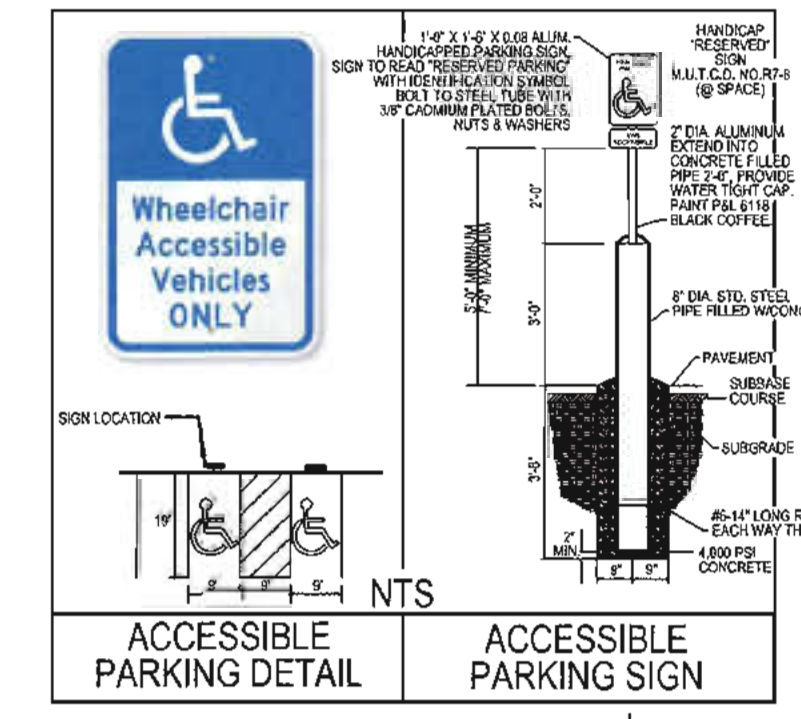 Wheelchair
Accessible
Vehicles
ONLY
SIGN LOCATION
19'
9'
9'
9'
NTS
ACCESSIBLE
PARKING DETAIL
1'-0" X 1'-6" X 0.08 ALUM.
HANDICAPPED PARKING SIGN,
SIGN TO READ "RESERVED PARKING"
WITH IDENTIFICATION SYMBOL
BOLT TO STEEL TUBE WITH
3/8" CADMIUM PLATED BOLTS,
NUTS & WASHERS
HANDICAP
"RESERVED"
SIGN
M.U.T.C.D. NO.R7-8
(@ SPACE)
2" DIA. ALUMINUM
EXTEND INTO
CONCRETE FILLED
PIPE 2'-6", PROVIDE
WATER TIGHT CAP.
PAINT P&L 6118
BLACK COFFEE
2'-0"
5'-0" MINIMUM
7'-0" MAXIMUM
3'-0"
8" DIA. STD. STEEL
PIPE FILLED W/CONC
PAVEMENT
SUBBASE
COURSE
SUBGRADE
3'-8"
#6-14" LONG R
EACH WAY TH
2"
MIN.
4,000 PSI
CONCRETE
9"
9"
ACCESSIBLE
PARKING SIGN